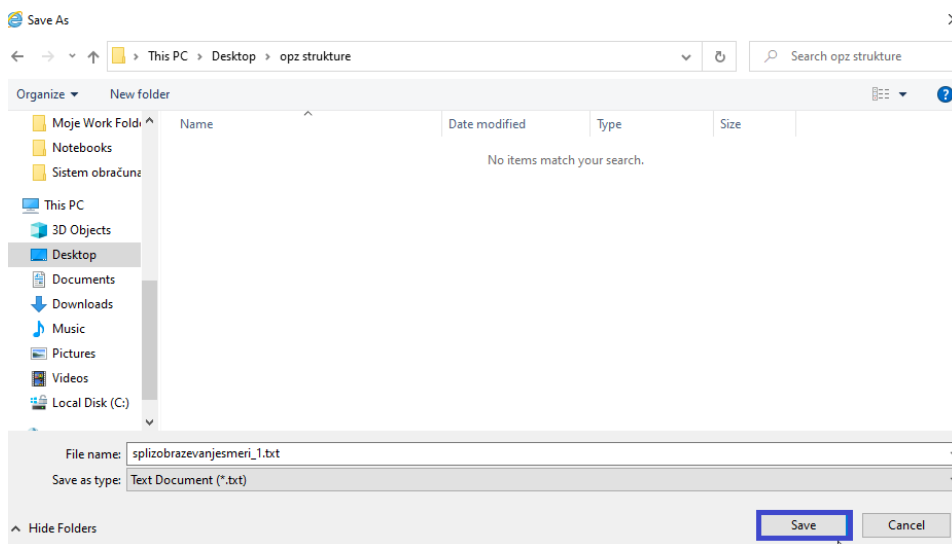 Save As
This PC > Desktop > opz strukture
Search opz strukture
Organize
New folder
Moje Work Folde
Notebooks
Sistem obračuna
This PC
3D Objects
Desktop
Documents
Downloads
Music
Pictures
Videos
Local Disk (C:)
Name Date modified Type Size
No items match your search.
File name: splizobrazevanjesmeri_1.txt
Save as type: Text Document (*.txt)
Hide Folders
Save
Cancel